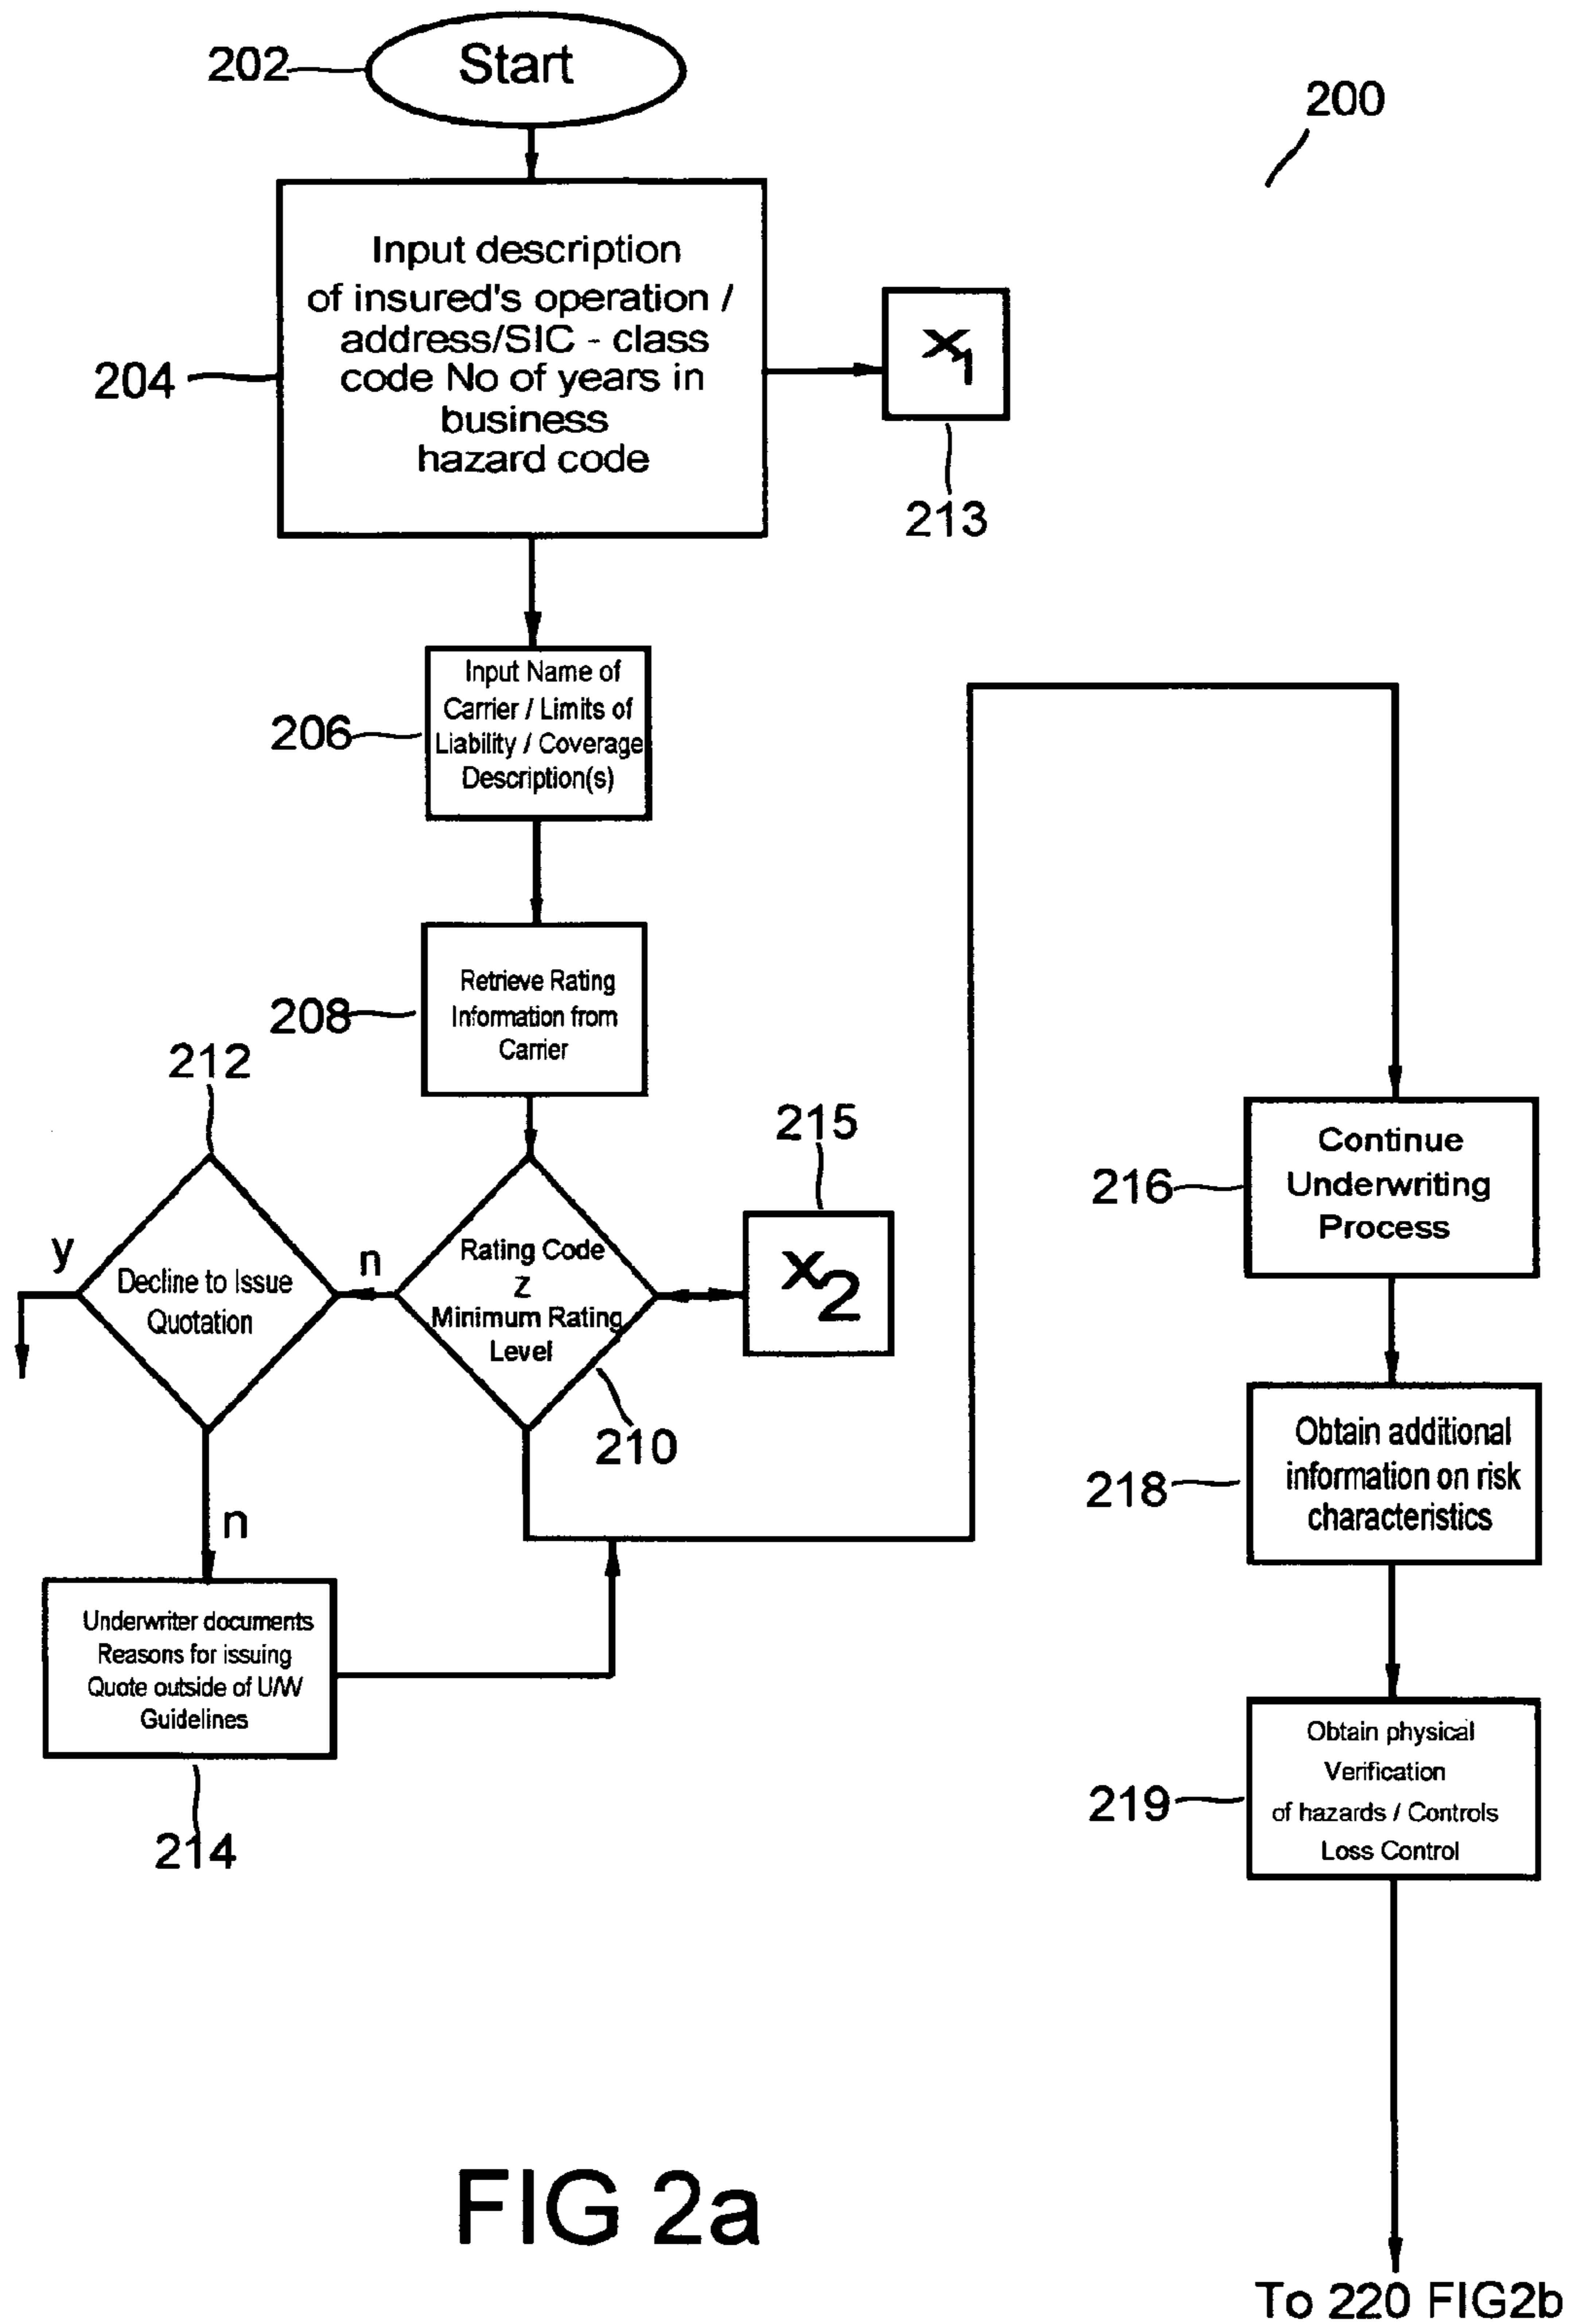 202
Start
200
Input description
of insured's operation /
address/SIC - class
code No of years in
business
hazard code
204
X1
213
Input Name of
Carrier / Limits of
Liability / Coverage
Description(s)
206
Retrieve Rating
Information from
Carrier
208
212
215
y
Decline to Issue
Quotation
n
Rating Code
z
Minimum Rating
Level
X2
210
n
Underwriter documents
Reasons for issuing
Quote outside of U/W
Guidelines
214
Continue
Underwriting
Process
216
Obtain additional
information on risk
characteristics
218
Obtain physical
Verification
of hazards / Controls
Loss Control
219
FIG 2a
To 220 FIG2b